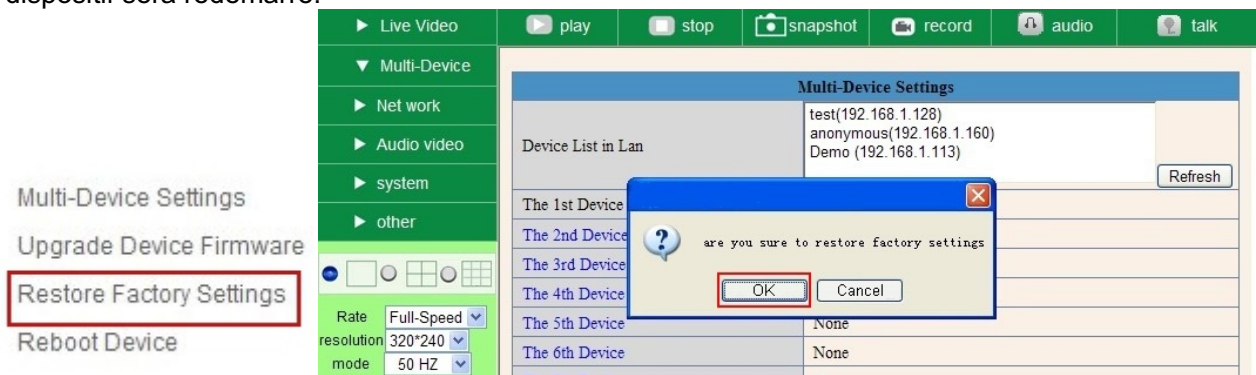 dispositif sera redémarré.
Multi-Device Settings
Upgrade Device Firmware
Restore Factory Settings
Reboot Device
Live Video
Multi-Device
Net work
Audio video
system
other
Rate Full-Speed
resolution 320*240
mode 50 HZ
play stop snapshot record audio talk
Multi-Device Settings
Device List in Lan
test(192.168.1.128)
anonymous(192.168.1.160)
Demo (192.168.1.113)
Refresh
The 1st Device
The 2nd Device
The 3rd Device
The 4th Device
The 5th Device None
The 6th Device None
are you sure to restore factory settings
OK Cancel